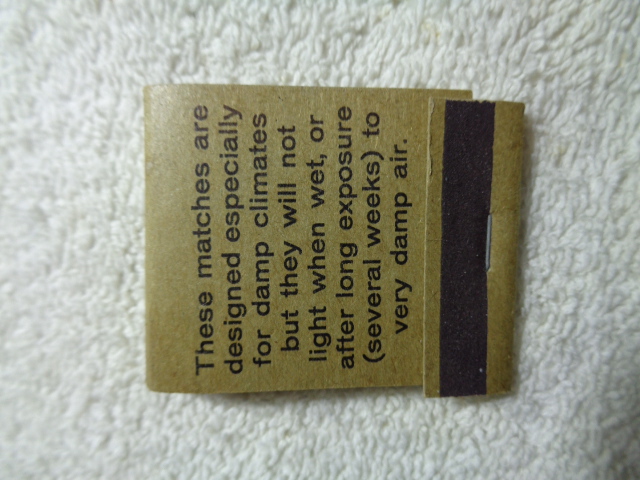 These matches are
designed especially
for damp climates
but they will not
light when wet, or
after long exposure
(several weeks) to
very damp air.